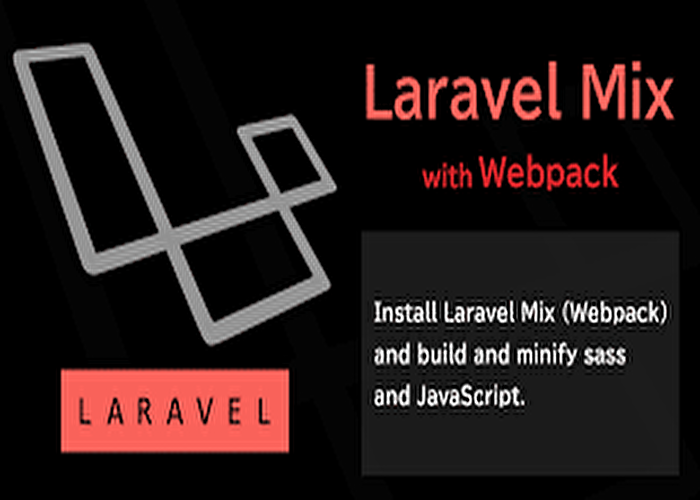 Laravel Mix
with Webpack
Install Laravel Mix (Webpack)
and build and minify sass
and JavaScript.
LARAVEL